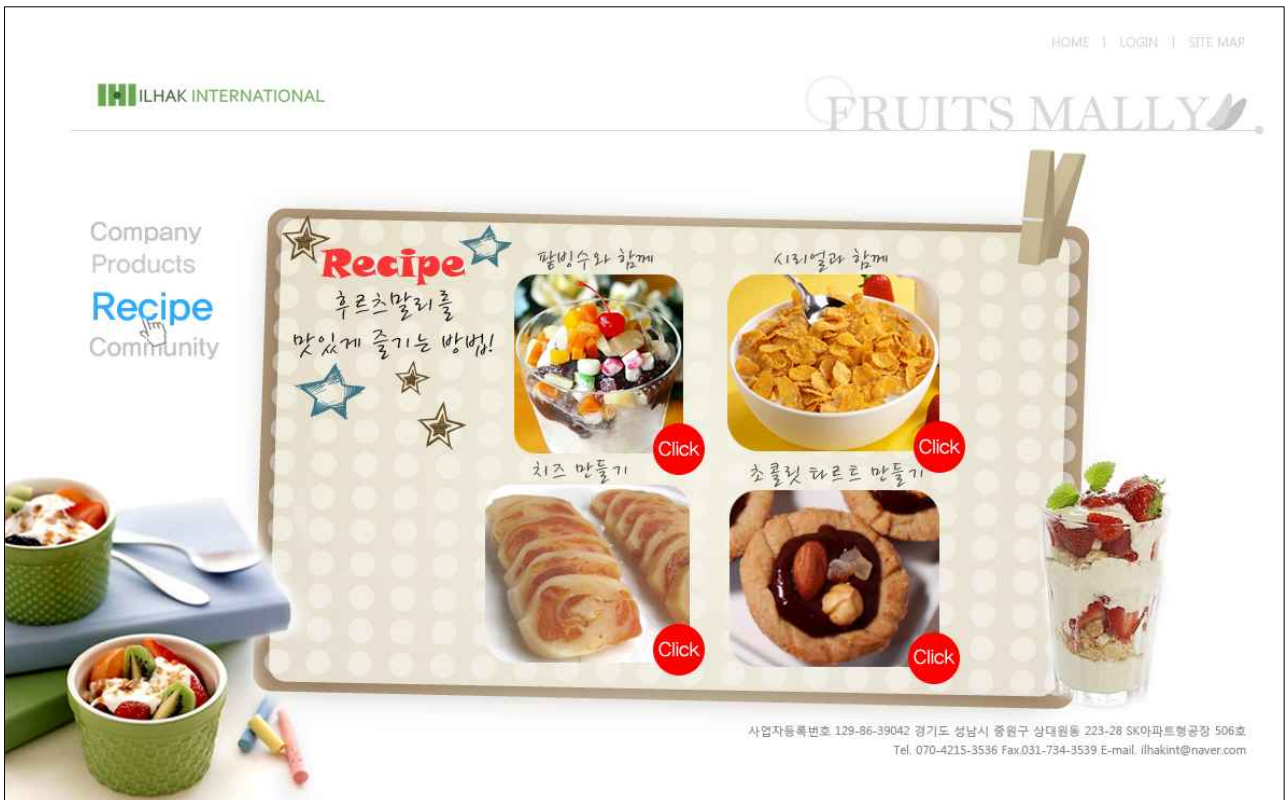 HOME | LOGIN | SITE MAP
ILHAK INTERNATIONAL
FRUITS MALLY
Company
Products
Recipe
Community
Recipe
후르츠말리를
맛있게 즐기는 방법!
팥빙수와 함께
시리얼과 함께
Click
Click
치즈 만들기
초콜릿 타르트 만들기
Click
Click
사업자등록번호 129-86-39042 경기도 성남시 중원구 상대원동 223-28 SK아파트형공장 506호
Tel. 070-4215-3536 Fax.031-734-3539 E-mail. ilhakint@naver.com